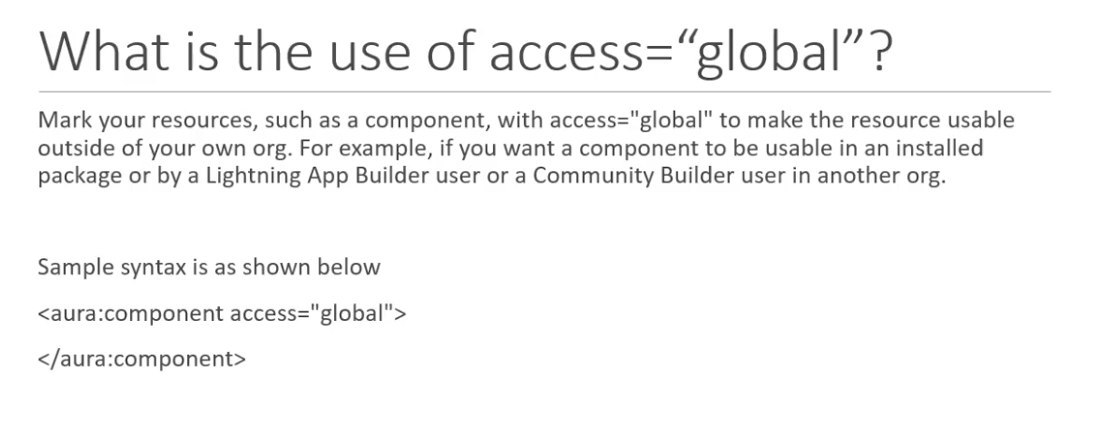 What is the use of access=“global”?
Mark your resources, such as a component, with access="global" to make the resource usable
outside of your own org. For example, if you want a component to be usable in an installed
package or by a Lightning App Builder user or a Community Builder user in another org.
Sample syntax is as shown below
<aura:component access="global">
</aura:component>